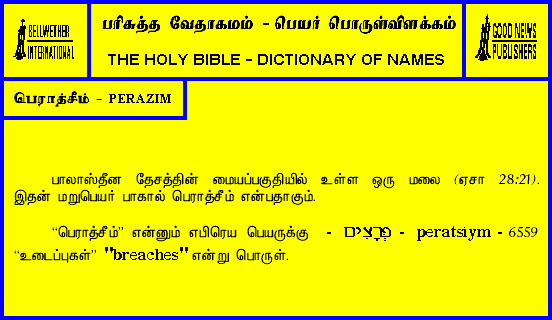 BELLWETHER
INTERNATIONAL
பரிசுத்த வேதாகமம் - பெயர் பொருள்விளக்கம்
THE HOLY BIBLE - DICTIONARY OF NAMES
GOOD NEWS
PUBLISHERS
பெராத்சீம் - PERAZIM
பாலாஸ்தீன தேசத்தின் மையப்பகுதியில் உள்ள ஒரு மலை (ஏசா 28:21).
இதன் மறுபெயர் பாகால் பெராத்சீம் என்பதாகும்.
“பெராத்சீம்” என்னும் எபிரெய பெயருக்கு - פְּרָצִים - peratsiym - 6559
“உடைப்புகள்” "breaches" என்று பொருள்.